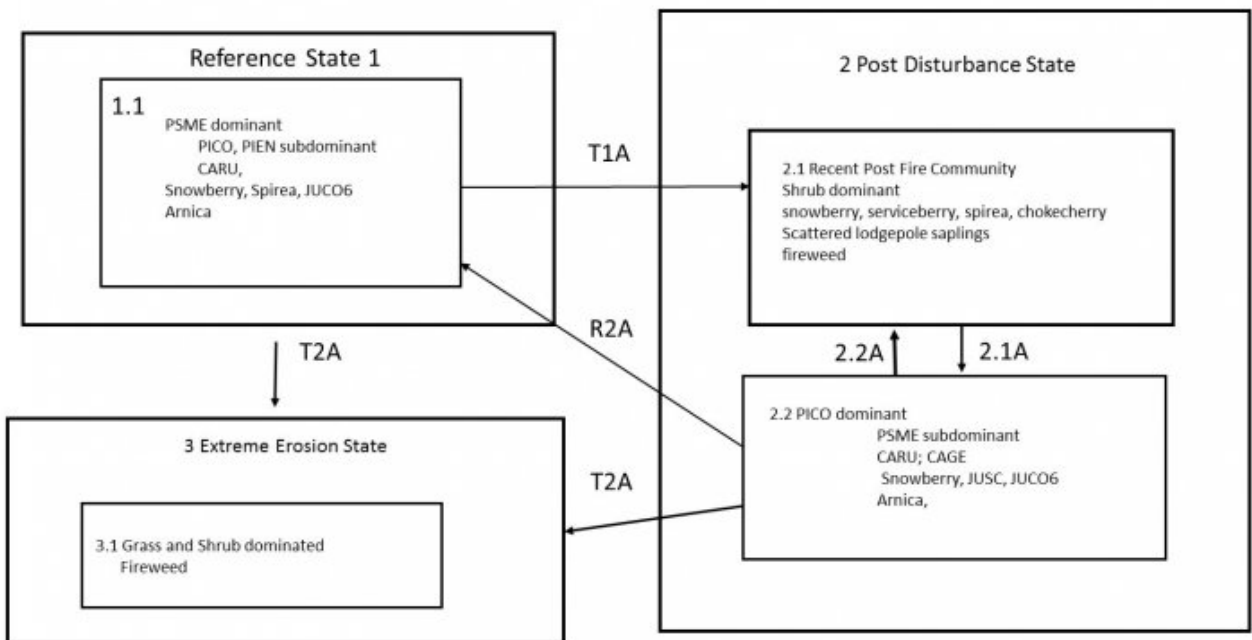 Reference State 1
1.1
PSME dominant
PICO, PIEN subdominant
CARU,
Snowberry, Spirea, JUCO6
Arnica
T1A
2 Post Disturbance State
2.1 Recent Post Fire Community
Shrub dominant
snowberry, serviceberry, spirea, chokecherry
Scattered lodgepole saplings
fireweed
R2A
2.2A
2.1A
T2A
2.2 PICO dominant
PSME subdominant
CARU; CAGE
Snowberry, JUSC, JUCO6
Arnica,
T2A
3 Extreme Erosion State
3.1 Grass and Shrub dominated
Fireweed